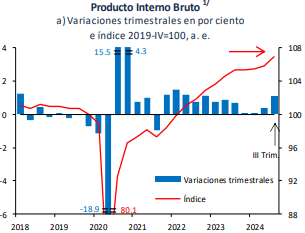 Producto Interno Bruto 1/
a) Variaciones trimestrales en por ciento
e índice 2019-IV=100, a. e.
4 15.5 4.3 108
2 104
0 100
III Trim.
-2 96
Variaciones trimestrales
-4 92
Índice
-18.9 80.1
-6 88
2018 2019 2020 2021 2022 2023 2024